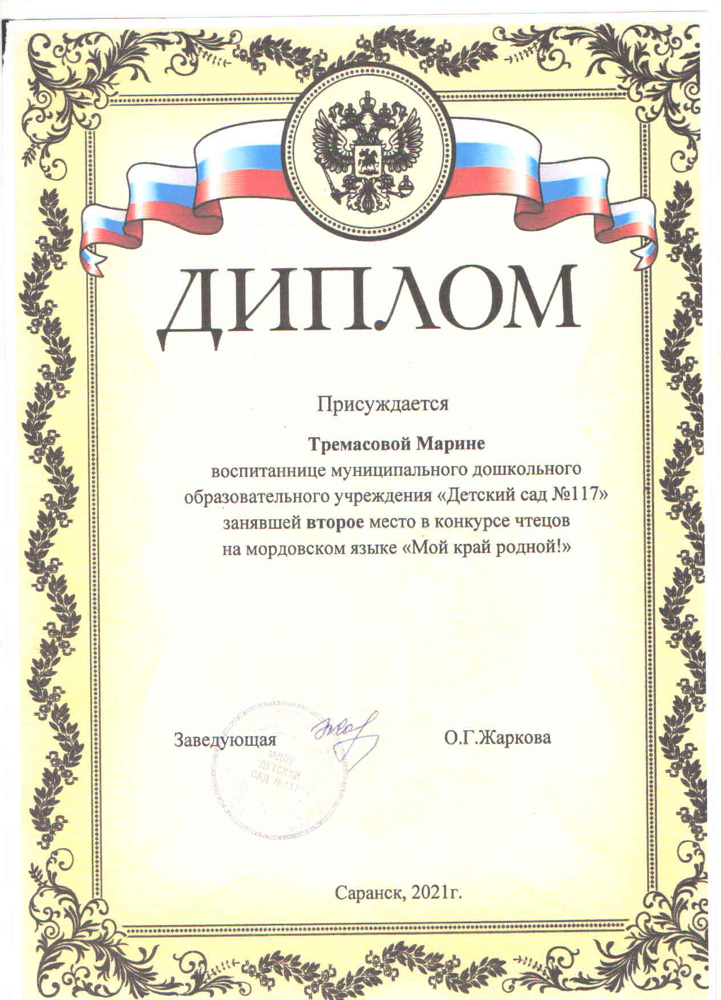 ДИПЛОМ
Присуждается
Тремасовой Марине
воспитаннице муниципального дошкольного
образовательного учреждения «Детский сад №117»
занявшей второе место в конкурсе чтецов
на мордовском языке «Мой край родной!»
Заведующая
О.Г.Жаркова
МДОУ
"ДЕТСКИЙ
САД №117"
Саранск, 2021г.